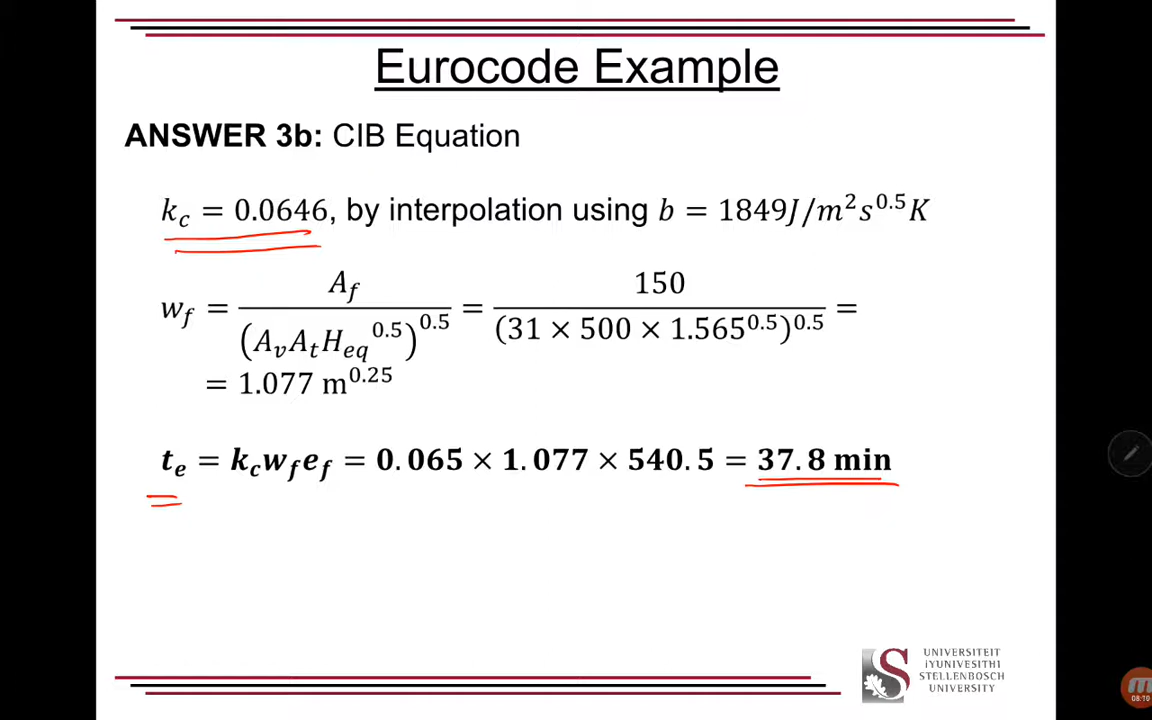 Eurocode Example
ANSWER 3b: CIB Equation
k_c = 0.0646, by interpolation using b = 1849J/m²s^0.5K
w_f = A_f / (A_v A_t H_eq^0.5)^0.5 = 150 / (31 × 500 × 1.565^0.5)^0.5 =
= 1.077 m^0.25
t_e = k_c w_f e_f = 0.065 × 1.077 × 540.5 = 37.8 min
UNIVERSITEIT
iYUNIVESITHI
STELLENBOSCH
UNIVERSITY
08:10